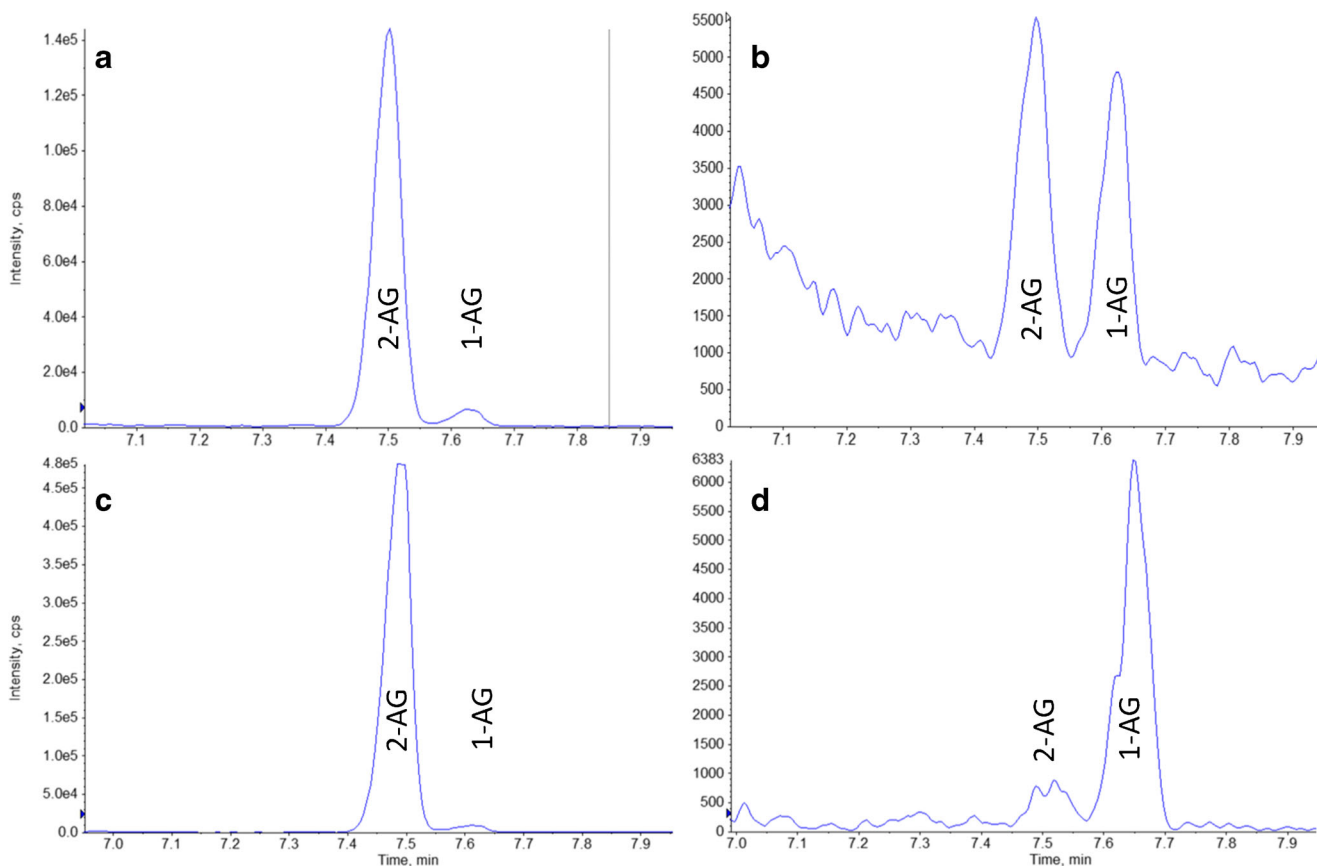 a
Intensity, cps
1.4e5
1.2e5
1.0e5
8.0e4
6.0e4
4.0e4
2.0e4
0.0
2-AG
1-AG
7.1 7.2 7.3 7.4 7.5 7.6 7.7 7.8 7.9
b
5500
5000
4500
4000
3500
3000
2500
2000
1500
1000
500
0
2-AG
1-AG
7.1 7.2 7.3 7.4 7.5 7.6 7.7 7.8 7.9
c
Intensity, cps
4.8e5
4.5e5
4.0e5
3.5e5
3.0e5
2.5e5
2.0e5
1.5e5
1.0e5
5.0e4
0.0
2-AG
1-AG
7.0 7.1 7.2 7.3 7.4 7.5 7.6 7.7 7.8 7.9
Time, min
d
6383
6000
5500
5000
4500
4000
3500
3000
2500
2000
1500
1000
500
0
2-AG
1-AG
7.0 7.1 7.2 7.3 7.4 7.5 7.6 7.7 7.8 7.9
Time, min